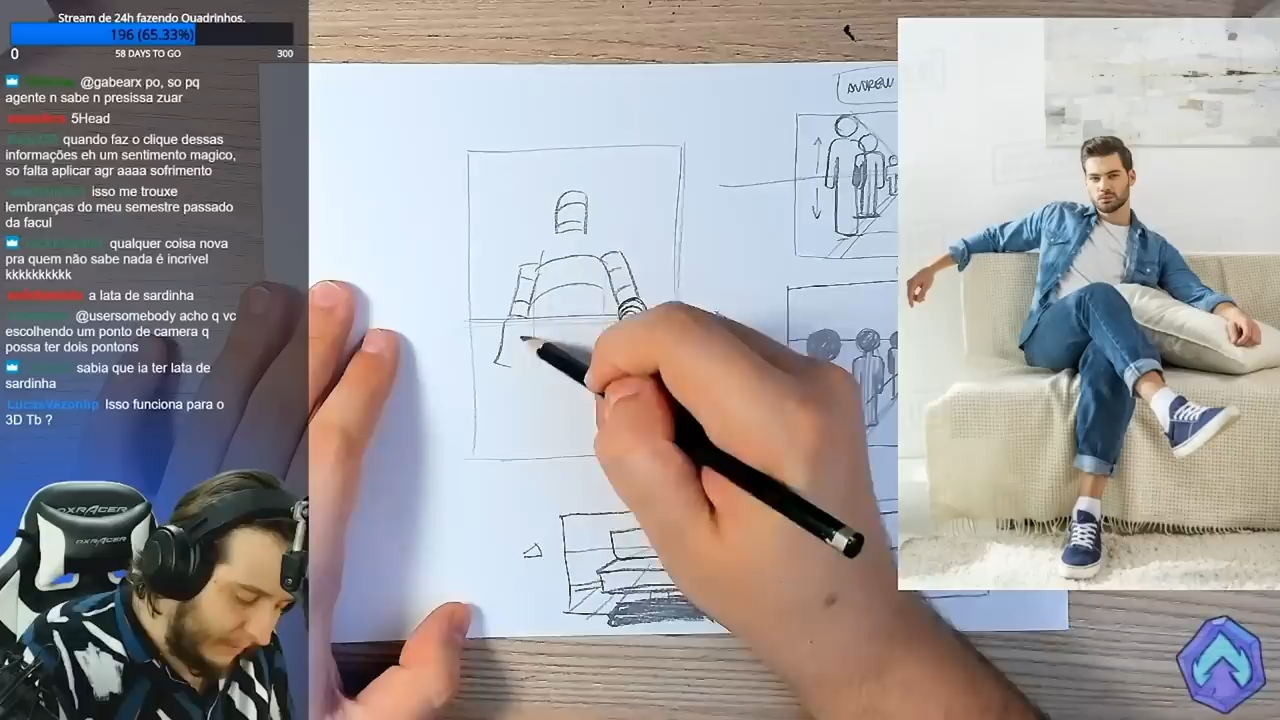 Stream de 24h fazendo Quadrinhos.
196 (65.33%)
0 58 DAYS TO GO 300
@gabearx po, so pq
agente n sabe n presissa zuar
5Head
quando faz o clique dessas
informações eh um sentimento magico,
so falta aplicar agr aaaa sofrimento
isso me trouxe
lembranças do meu semestre passado
da facul
qualquer coisa nova
pra quem não sabe nada é incrivel
kkkkkkkkkk
a lata de sardinha
@usersomebody acho q vc
escolhendo um ponto de camera q
possa ter dois pontons
sabia que ia ter lata de
sardinha
Isso funciona para o
3D Tb ?
DXRACER
DXRACER
ANDREW